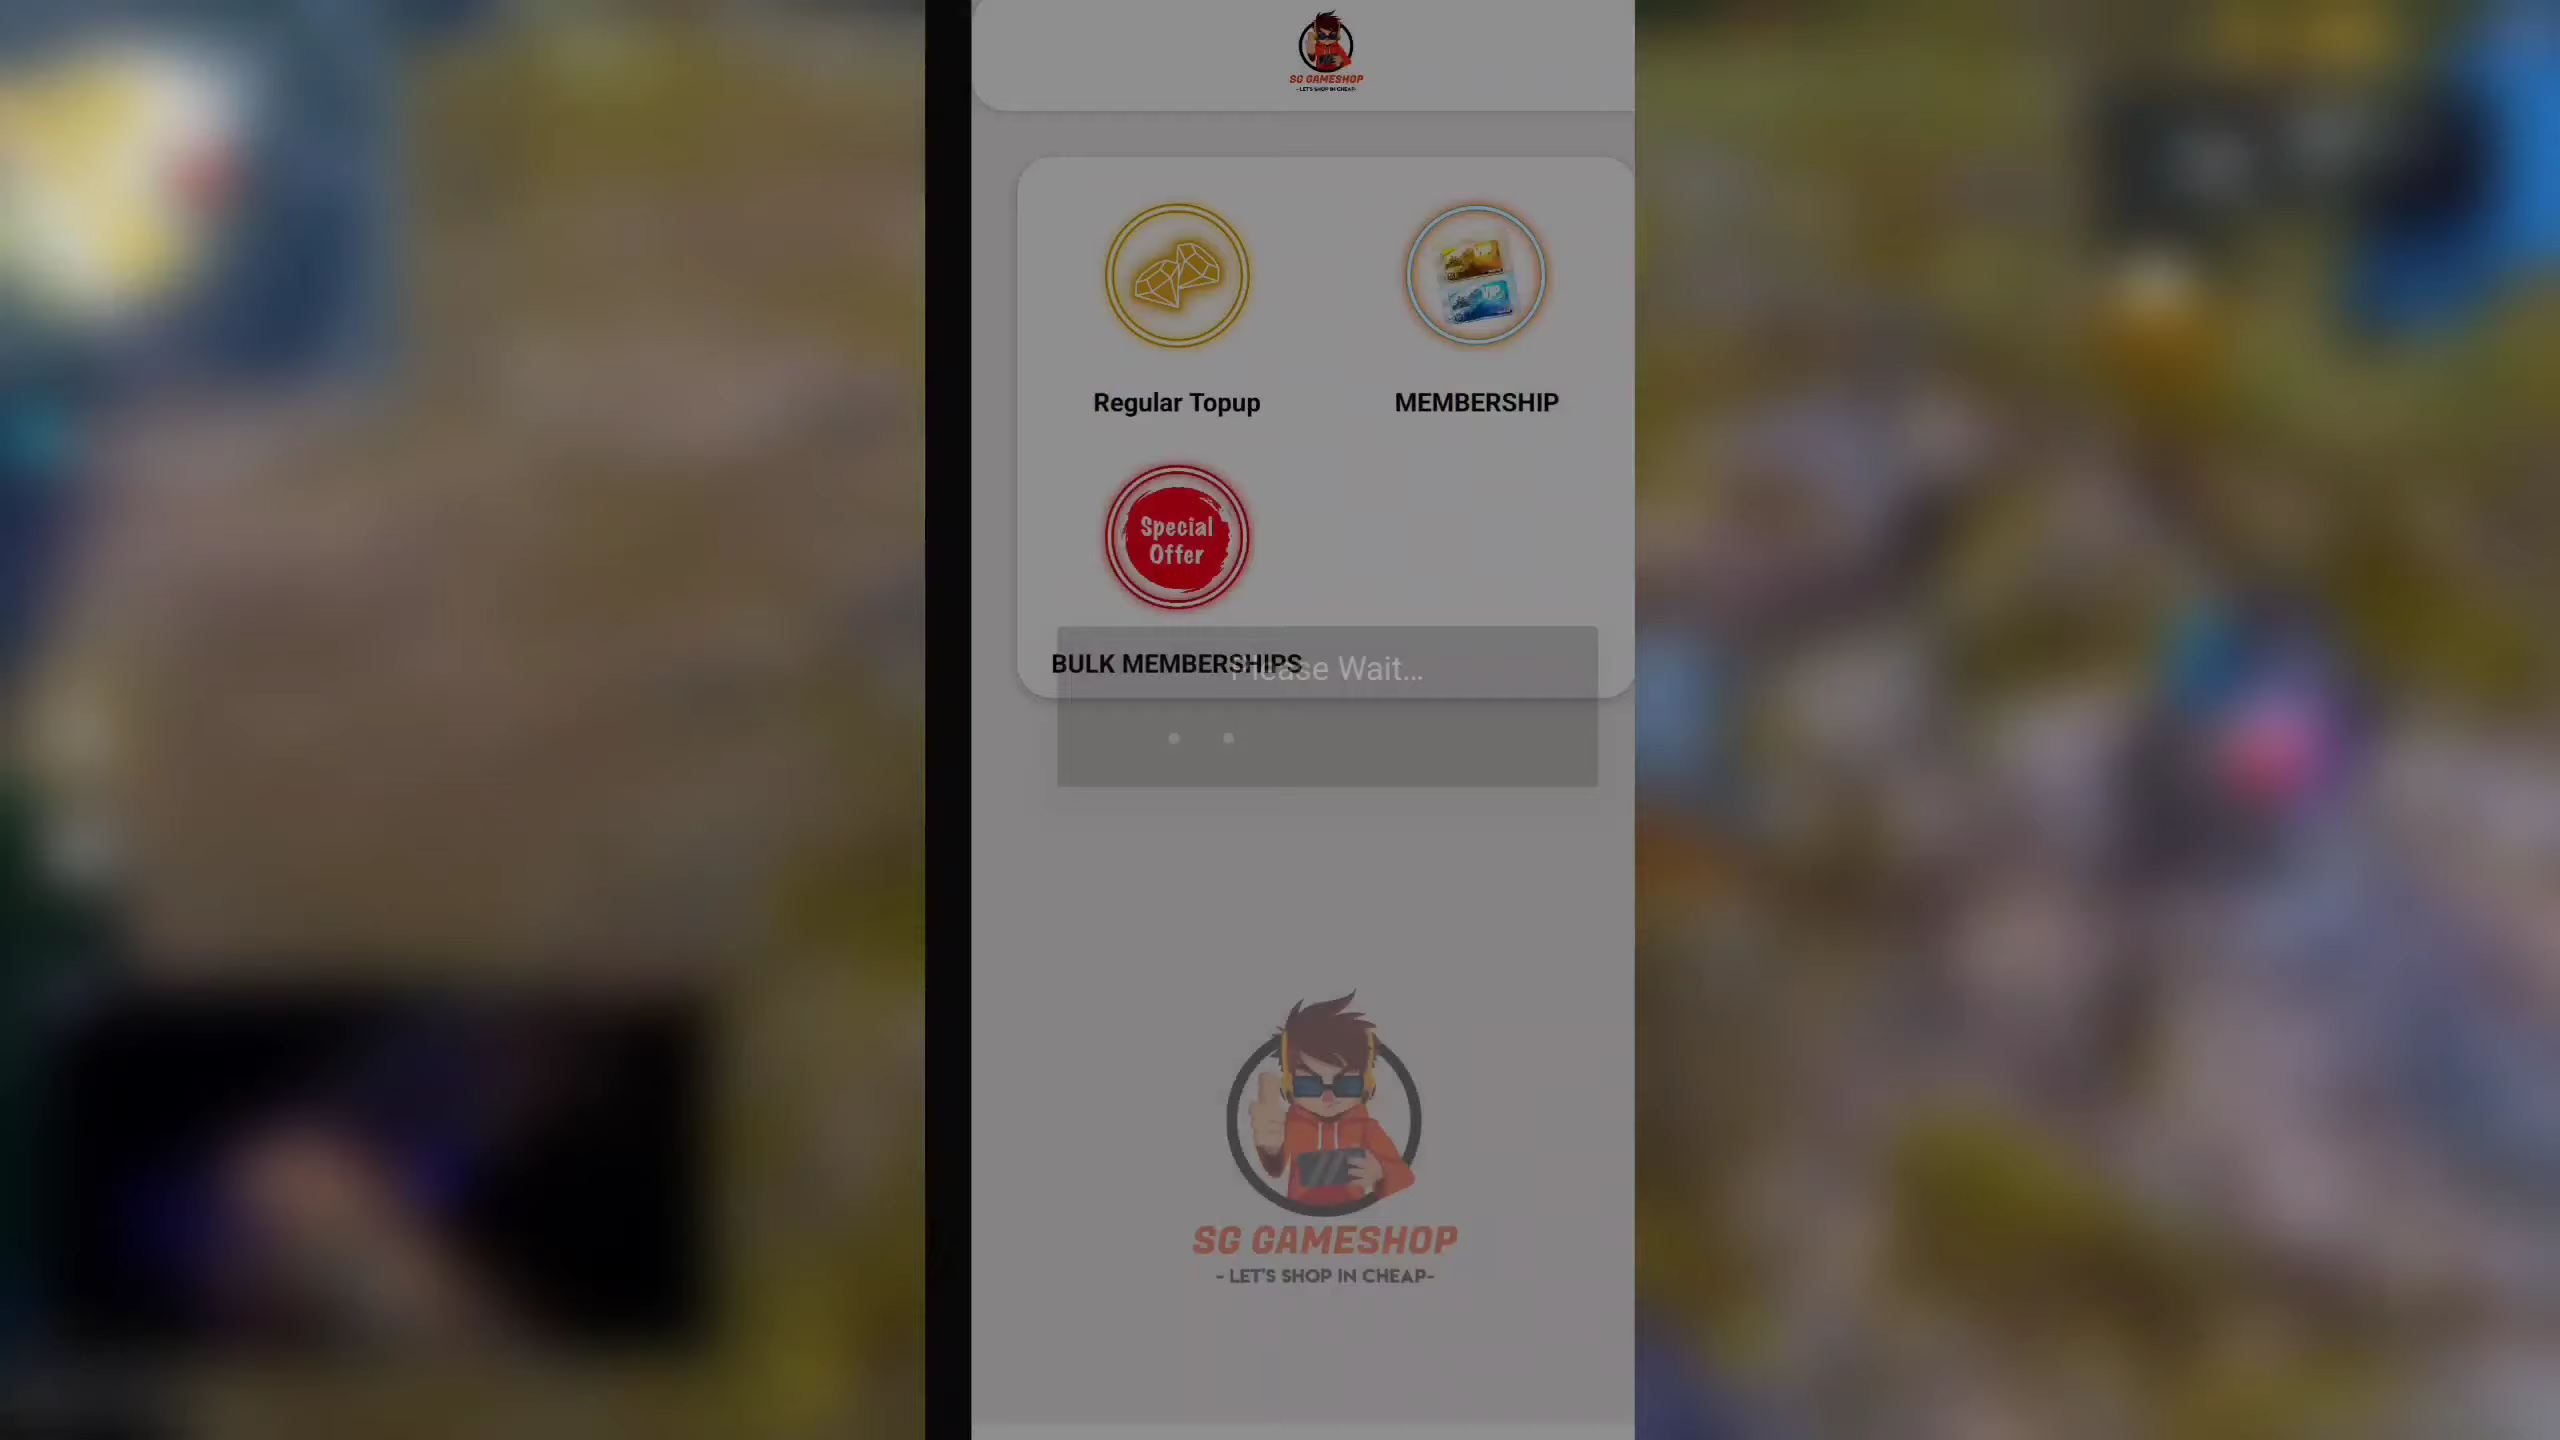 SG GAMESHOP
- LET'S SHOP IN CHEAP-
Regular Topup
MEMBERSHIP
Special
Offer
BULK MEMBERSHIPS
Please Wait...
SG GAMESHOP
- LET'S SHOP IN CHEAP-